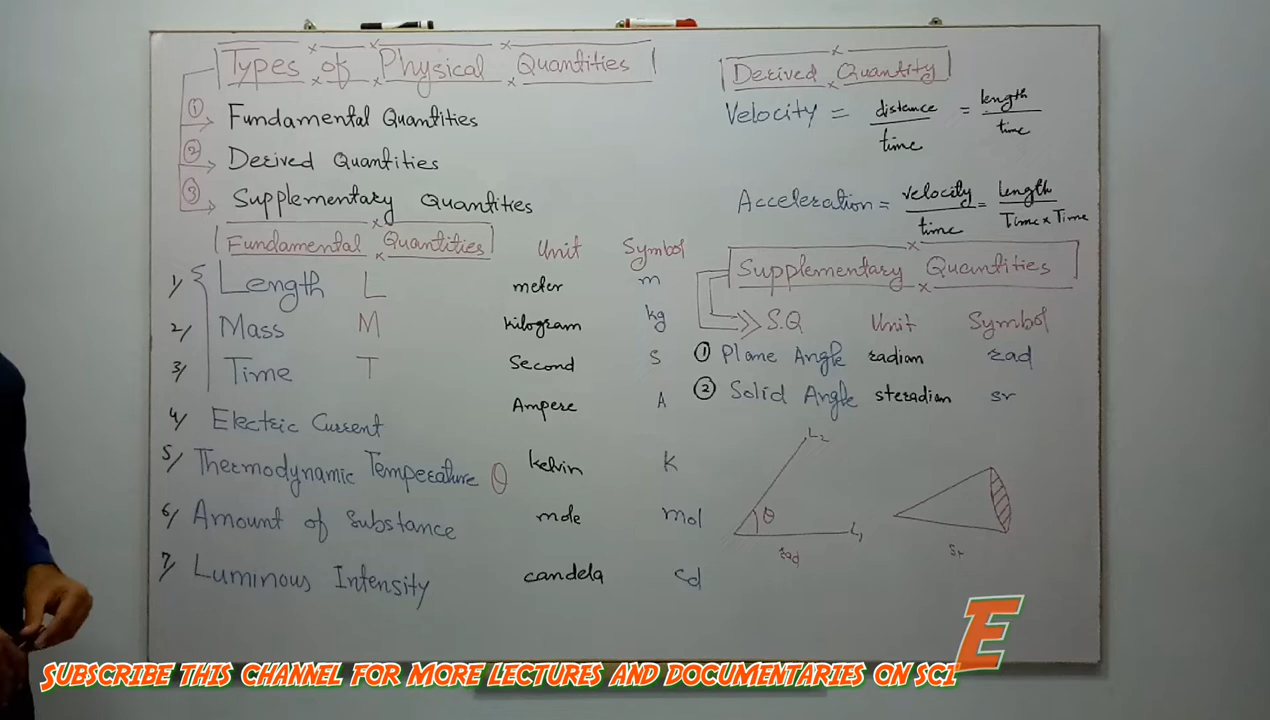 Types of Physical Quantities
① Fundamental Quantities
② Derived Quantities
③ Supplementary Quantities
Fundamental Quantities Unit Symbol
1/ Length L meter m
2/ Mass M kilogram kg
3/ Time T Second s
4/ Electric Current Ampere A
5/ Thermodynamic Temperature θ kelvin K
6/ Amount of Substance mole mol
7/ Luminous Intensity candela cd
Derived Quantity
Velocity = distance / time = length / time
Acceleration = velocity / time = Length / Time × Time
Supplementary Quantities
S.Q Unit Symbol
① Plane Angle radian rad
② Solid Angle steradian sr
L2
θ
L1
rad
Sr
SUBSCRIBE THIS CHANNEL FOR MORE LECTURES AND DOCUMENTARIES ON SCI
E